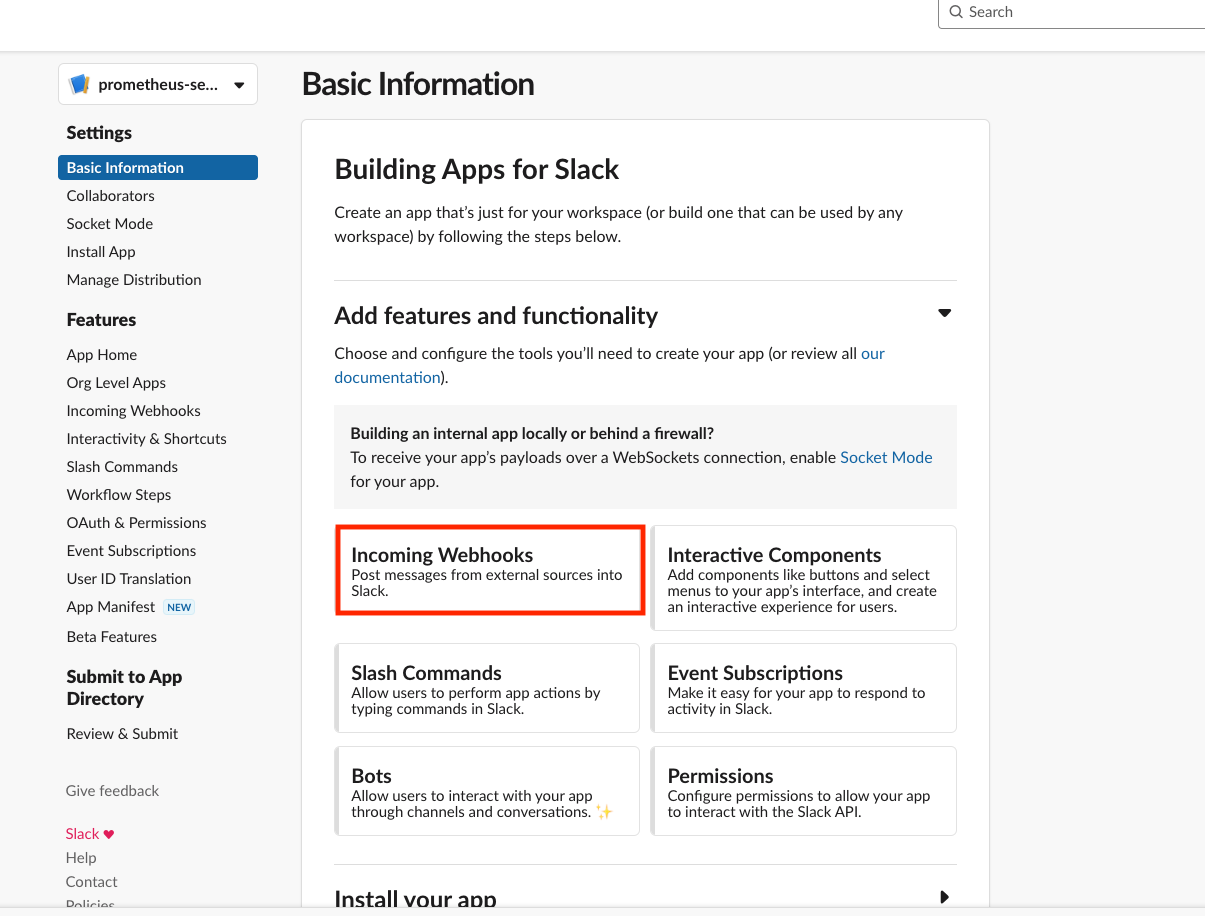 Search
prometheus-se...
Settings
Basic Information
Collaborators
Socket Mode
Install App
Manage Distribution
Features
App Home
Org Level Apps
Incoming Webhooks
Interactivity & Shortcuts
Slash Commands
Workflow Steps
OAuth & Permissions
Event Subscriptions
User ID Translation
App Manifest NEW
Beta Features
Submit to App
Directory
Review & Submit
Give feedback
Slack ♥
Help
Contact
Policies
Basic Information
Building Apps for Slack
Create an app that’s just for your workspace (or build one that can be used by any
workspace) by following the steps below.
Add features and functionality
Choose and configure the tools you’ll need to create your app (or review all our
documentation).
Building an internal app locally or behind a firewall?
To receive your app’s payloads over a WebSockets connection, enable Socket Mode
for your app.
Incoming Webhooks
Post messages from external sources into
Slack.
Interactive Components
Add components like buttons and select
menus to your app’s interface, and create
an interactive experience for users.
Slash Commands
Allow users to perform app actions by
typing commands in Slack.
Event Subscriptions
Make it easy for your app to respond to
activity in Slack.
Bots
Allow users to interact with your app
through channels and conversations. ✨
Permissions
Configure permissions to allow your app
to interact with the Slack API.
Install your app